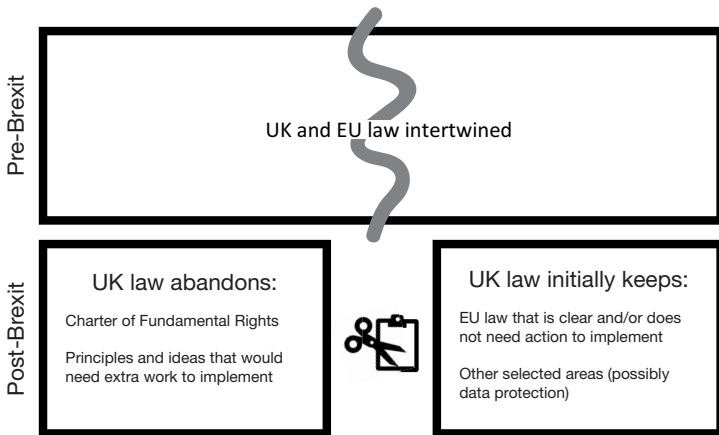 Pre-Brexit
UK and EU law intertwined
Post-Brexit
UK law abandons:
Charter of Fundamental Rights
Principles and ideas that would
need extra work to implement
UK law initially keeps:
EU law that is clear and/or does
not need action to implement
Other selected areas (possibly
data protection)